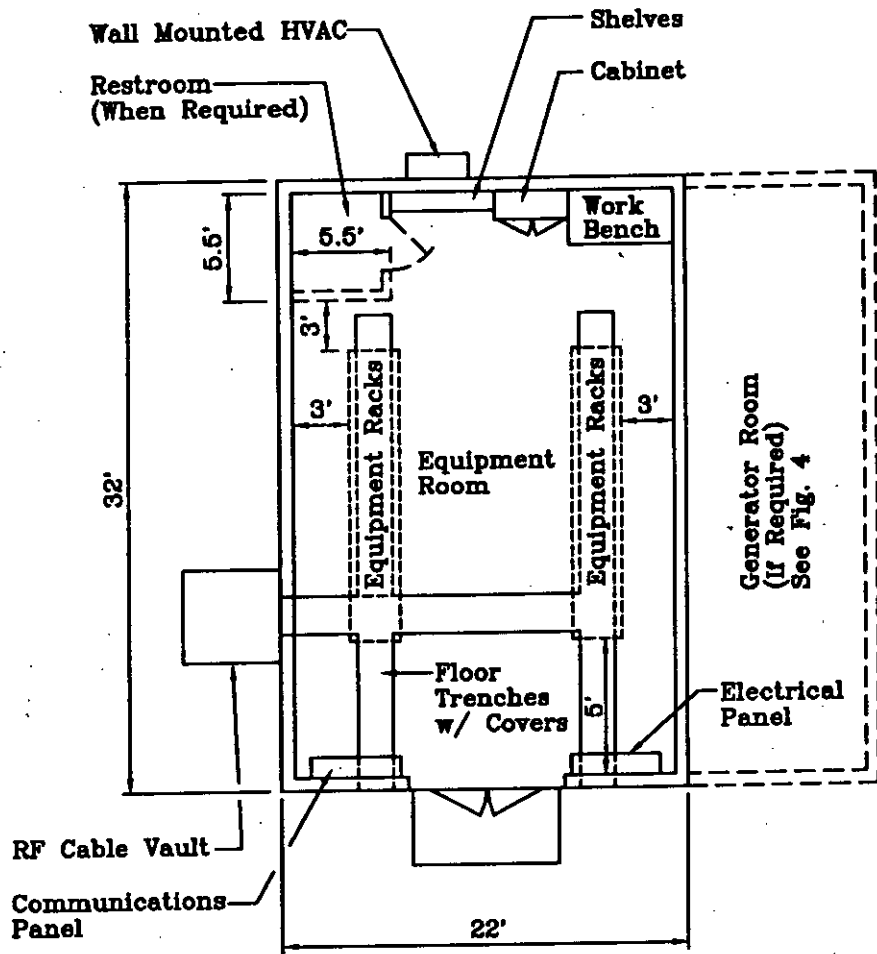 Shelves
Wall Mounted HVAC
Cabinet
Restroom
(When Required)
Work
Bench
5.5'
5.5'
3'
3'
3'
Equipment Racks
Equipment Racks
Equipment
Room
Generator Room
(If Required)
See Fig. 4
32'
Floor
Trenches
w/ Covers
5'
Electrical
Panel
RF Cable Vault
Communications
Panel
22'